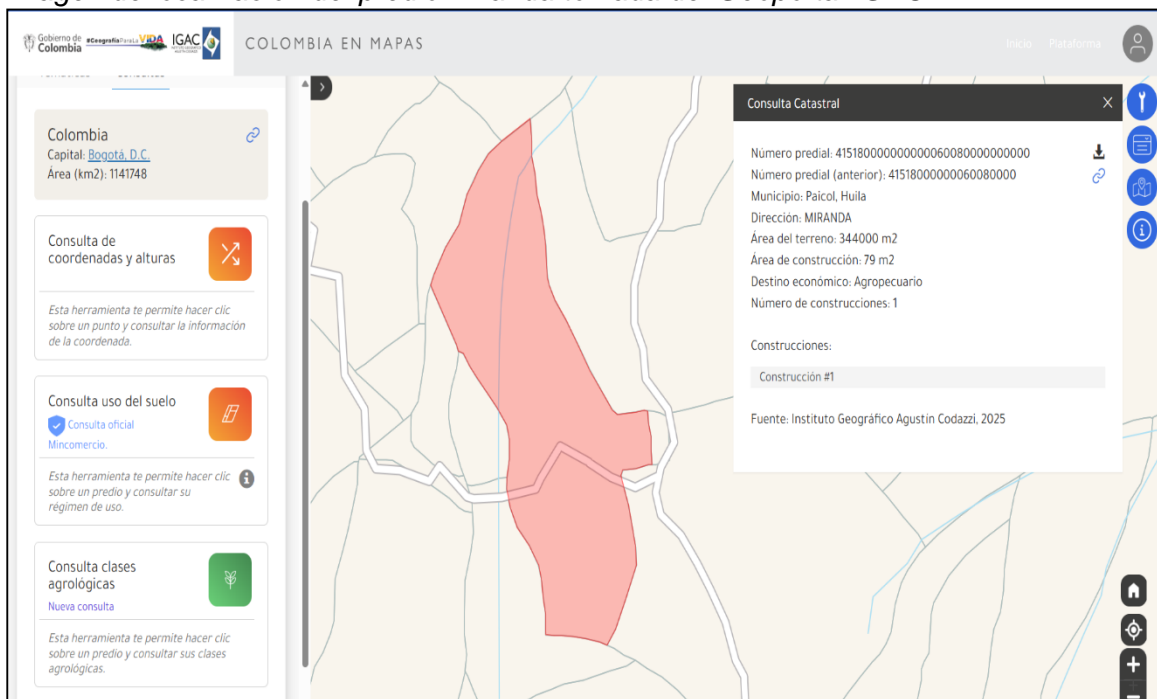 Gobierno de Colombia
#GeografíaParaLa VIDA
IGAC
COLOMBIA EN MAPAS
Inicio Plataforma
Colombia
Capital: Bogotá, D.C.
Área (km2): 1141748
Consulta de
coordenadas y alturas
Esta herramienta te permite hacer clic
sobre un punto y consultar la información
de la coordenada.
Consulta uso del suelo
Consulta oficial
Mincomercio.
Esta herramienta te permite hacer clic
sobre un predio y consultar su
régimen de uso.
Consulta clases
agrológicas
Nueva consulta
Esta herramienta te permite hacer clic
sobre un predio y consultar sus clases
agrológicas.
Consulta Catastral
Número predial: 415180000000000060080000000000
Número predial (anterior): 41518000000060080000
Municipio: Paicol, Huila
Dirección: MIRANDA
Área del terreno: 344000 m2
Área de construcción: 79 m2
Destino económico: Agropecuario
Número de construcciones: 1
Construcciones:
Construcción #1
Fuente: Instituto Geográfico Agustín Codazzi, 2025